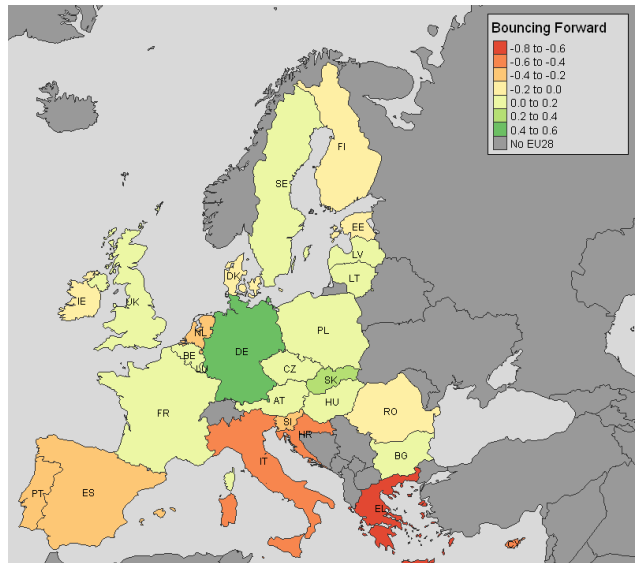 Bouncing Forward
-0.8 to -0.6
-0.6 to -0.4
-0.4 to -0.2
-0.2 to 0.0
0.0 to 0.2
0.2 to 0.4
0.4 to 0.6
No EU28
FI
SE
EE
LV
LT
DK
IE
UK
NL
BE
LU
DE
PL
CZ
SK
AT
HU
FR
SI
HR
RO
IT
BG
PT
ES
EL
CY